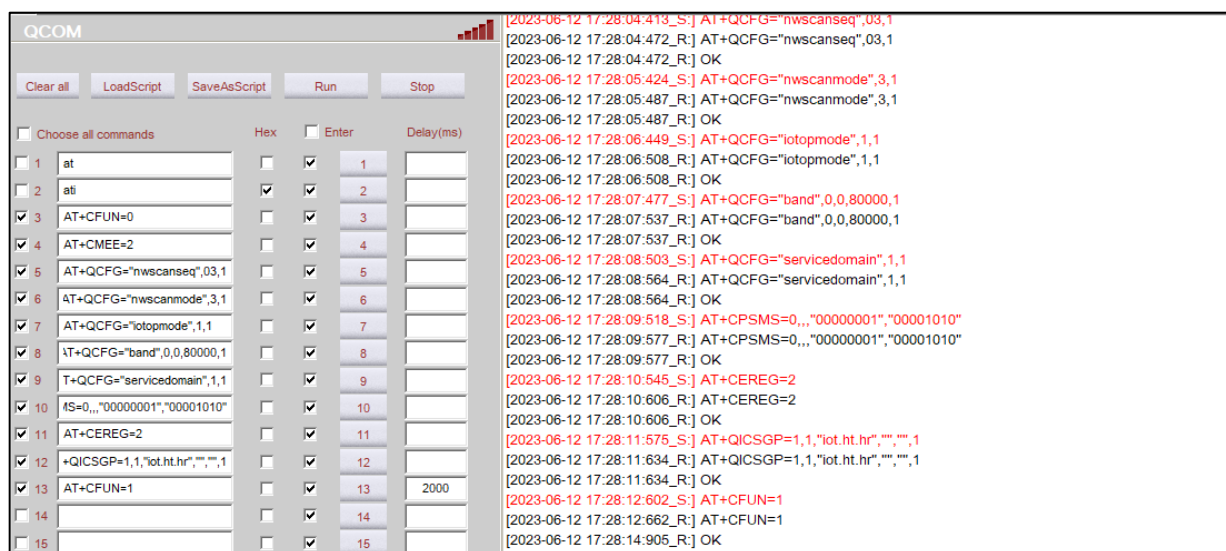 QCOM
Clear all LoadScript SaveAsScript Run Stop
Choose all commands Hex Enter Delay(ms)
1 at 1
2 ati 2
3 AT+CFUN=0 3
4 AT+CMEE=2 4
5 AT+QCFG="nwscanseq",03,1 5
6 AT+QCFG="nwscanmode",3,1 6
7 AT+QCFG="iotopmode",1,1 7
8 \T+QCFG="band",0,0,80000,1 8
9 T+QCFG="servicedomain",1,1 9
10 MS=0,,,"00000001","00001010" 10
11 AT+CEREG=2 11
12 +QICSGP=1,1,"iot.ht.hr","","",1 12
13 AT+CFUN=1 13 2000
14 14
15 15
[2023-06-12 17:28:04:413_S:] AT+QCFG="nwscanseq",03,1
[2023-06-12 17:28:04:472_R:] AT+QCFG="nwscanseq",03,1
[2023-06-12 17:28:04:472_R:] OK
[2023-06-12 17:28:05:424_S:] AT+QCFG="nwscanmode",3,1
[2023-06-12 17:28:05:487_R:] AT+QCFG="nwscanmode",3,1
[2023-06-12 17:28:05:487_R:] OK
[2023-06-12 17:28:06:449_S:] AT+QCFG="iotopmode",1,1
[2023-06-12 17:28:06:508_R:] AT+QCFG="iotopmode",1,1
[2023-06-12 17:28:06:508_R:] OK
[2023-06-12 17:28:07:477_S:] AT+QCFG="band",0,0,80000,1
[2023-06-12 17:28:07:537_R:] AT+QCFG="band",0,0,80000,1
[2023-06-12 17:28:07:537_R:] OK
[2023-06-12 17:28:08:503_S:] AT+QCFG="servicedomain",1,1
[2023-06-12 17:28:08:564_R:] AT+QCFG="servicedomain",1,1
[2023-06-12 17:28:08:564_R:] OK
[2023-06-12 17:28:09:518_S:] AT+CPSMS=0,,,"00000001","00001010"
[2023-06-12 17:28:09:577_R:] AT+CPSMS=0,,,"00000001","00001010"
[2023-06-12 17:28:09:577_R:] OK
[2023-06-12 17:28:10:545_S:] AT+CEREG=2
[2023-06-12 17:28:10:606_R:] AT+CEREG=2
[2023-06-12 17:28:10:606_R:] OK
[2023-06-12 17:28:11:575_S:] AT+QICSGP=1,1,"iot.ht.hr","","",1
[2023-06-12 17:28:11:634_R:] AT+QICSGP=1,1,"iot.ht.hr","","",1
[2023-06-12 17:28:11:634_R:] OK
[2023-06-12 17:28:12:602_S:] AT+CFUN=1
[2023-06-12 17:28:12:662_R:] AT+CFUN=1
[2023-06-12 17:28:14:905_R:] OK